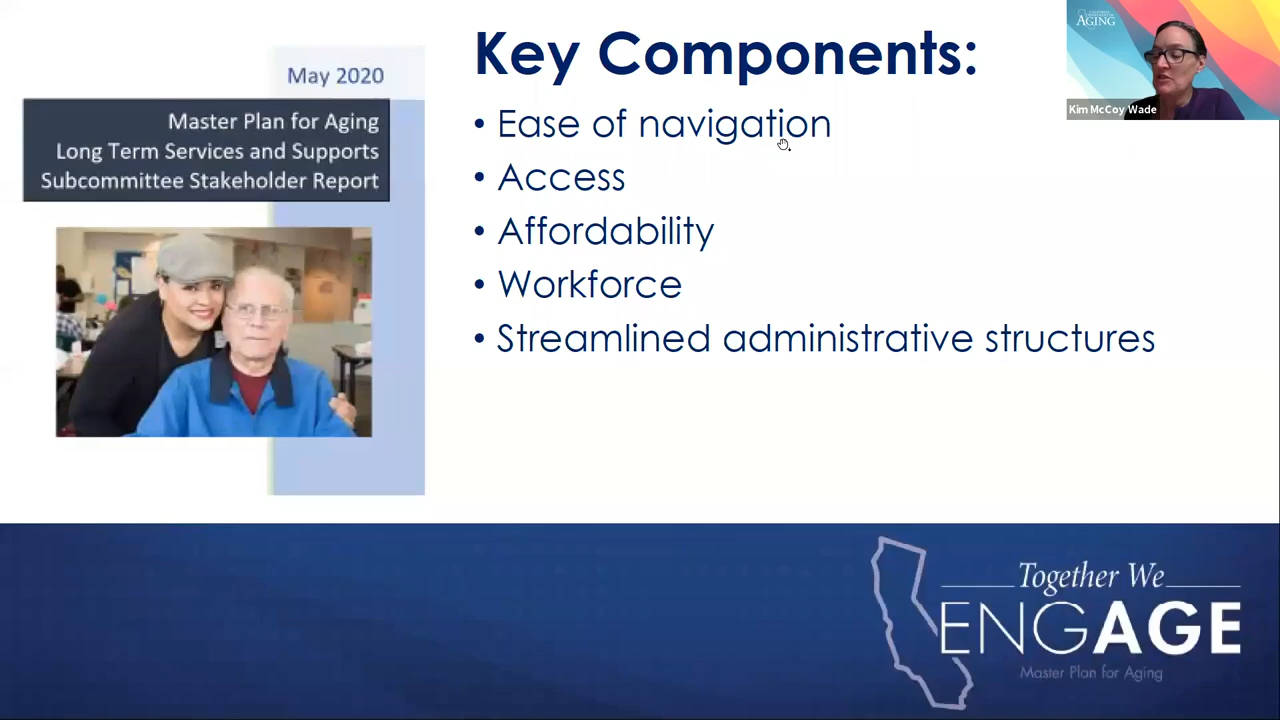 May 2020
Master Plan for Aging
Long Term Services and Supports
Subcommittee Stakeholder Report
Key Components:
• Ease of navigation
• Access
• Affordability
• Workforce
• Streamlined administrative structures
AGING
Kim McCoy Wade
Together We
ENGAGE
Master Plan for Aging